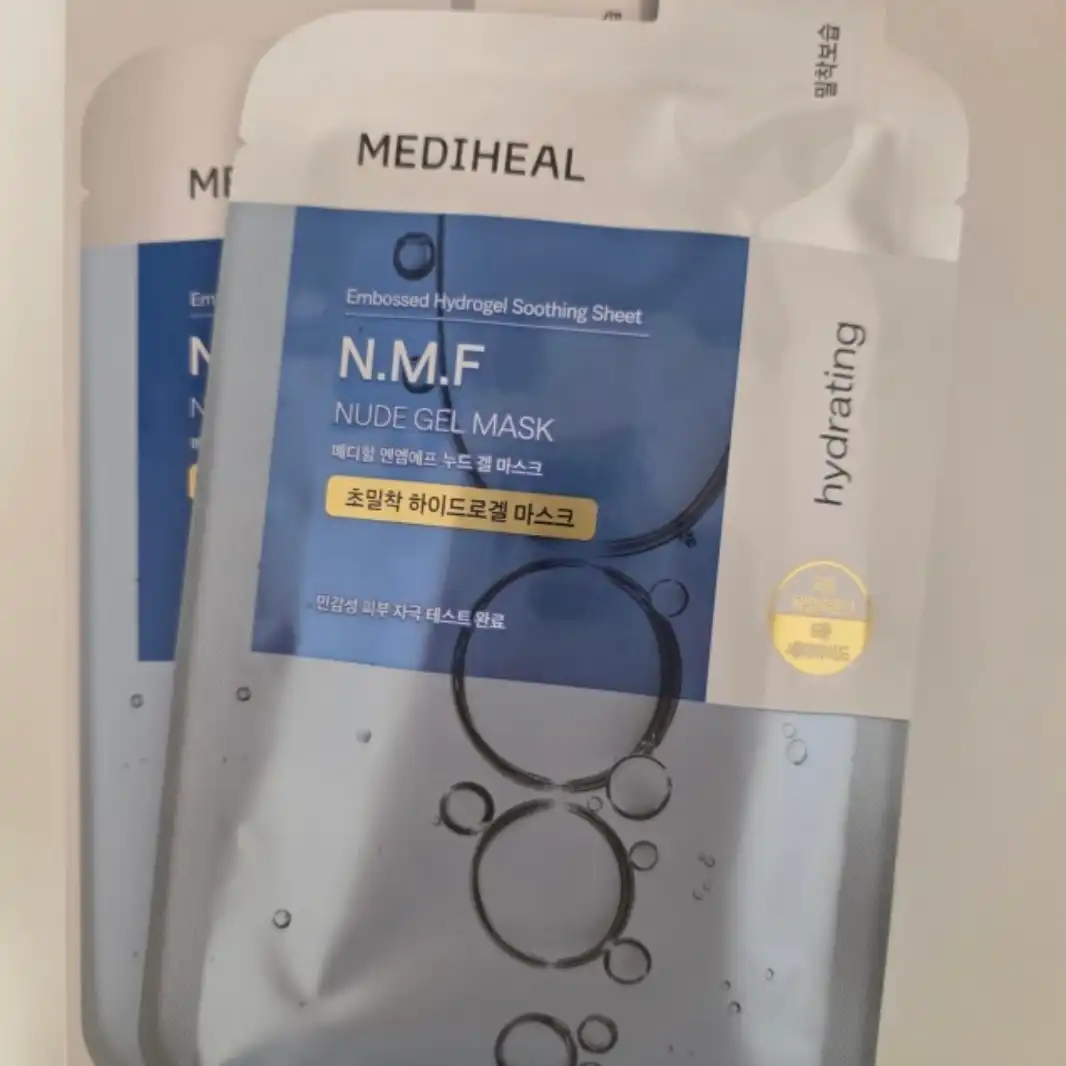 밀착보습
MEDIHEAL
Embossed Hydrogel Soothing Sheet
N.M.F
NUDE GEL MASK
메디힐 엔엠에프 누드 겔 마스크
초밀착 하이드로겔 마스크
민감성 피부 자극 테스트 완료
hydrating
ME
Em
N
N